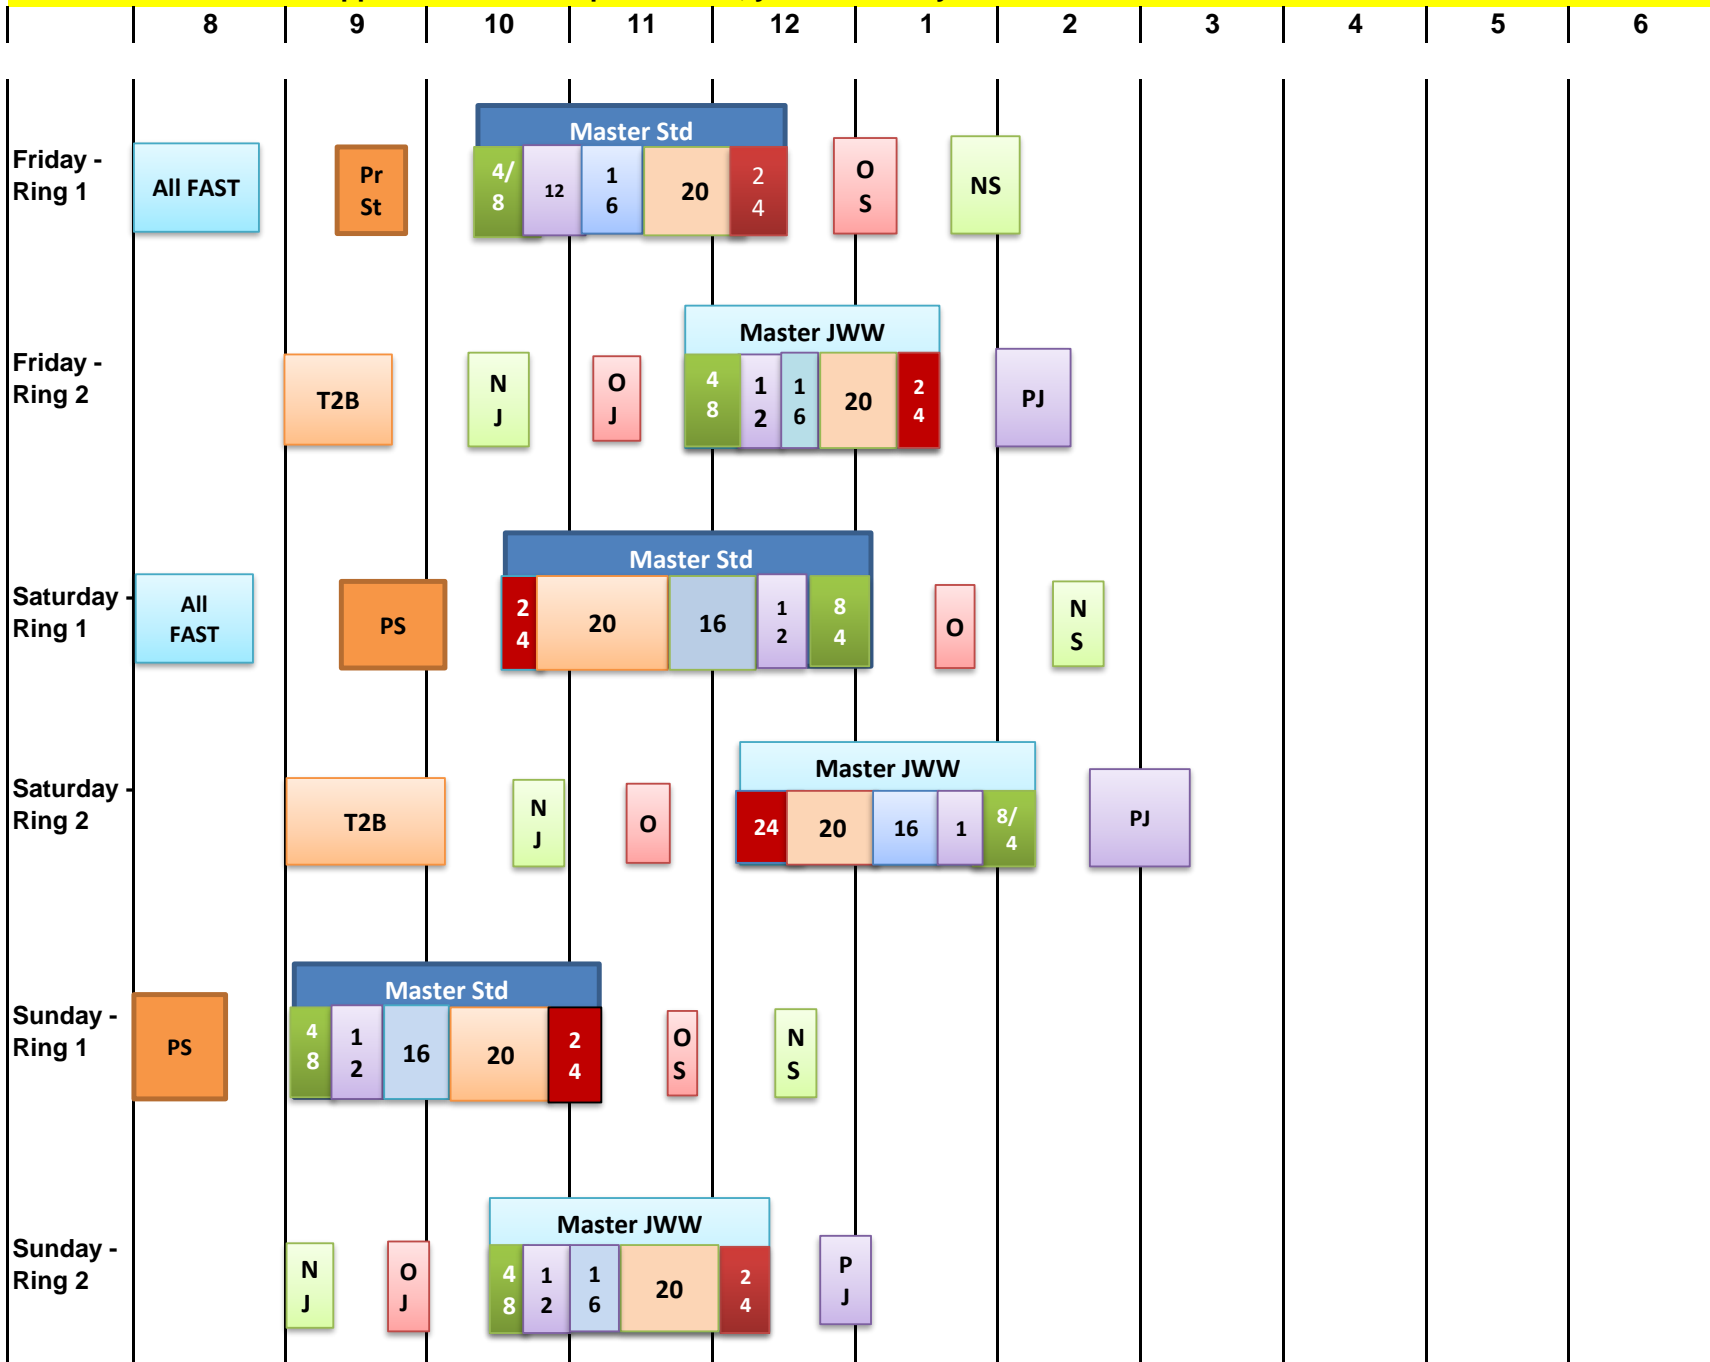 8 9 10 11 12 1 2 3 4 5 6
Master Std
Friday -
Ring 1
All FAST
Pr
St
4/
8
12
1
6
20
2
4
O
S
NS
Master JWW
Friday -
Ring 2
T2B
N
J
O
J
4
8
1
2
1
6
20
2
4
PJ
Master Std
Saturday -
Ring 1
All
FAST
PS
2
4
20
16
1
2
8
4
O
N
S
Master JWW
Saturday -
Ring 2
T2B
N
J
O
24
20
16
1
8/
4
PJ
Master Std
Sunday -
Ring 1
PS
4
8
1
2
16
20
2
4
O
S
N
S
Master JWW
Sunday -
Ring 2
N
J
O
J
4
8
1
2
1
6
20
2
4
P
J